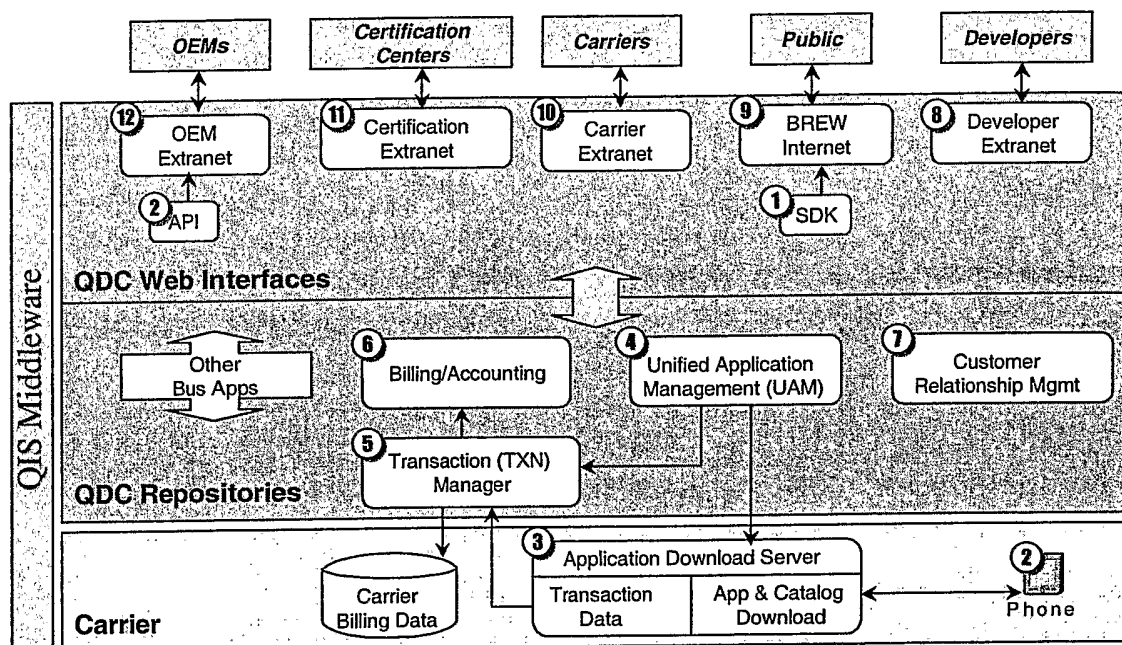 OEMs
Certification
Centers
Carriers
Public
Developers
12
OEM
Extranet
11
Certification
Extranet
10
Carrier
Extranet
9
BREW
Internet
8
Developer
Extranet
2
API
1
SDK
QDC Web Interfaces
QIS Middleware
Other
Bus Apps
6
Billing/Accounting
4
Unified Application
Management (UAM)
7
Customer
Relationship Mgmt
5
Transaction (TXN)
Manager
QDC Repositories
3
Application Download Server
Transaction
Data
App & Catalog
Download
2
Phone
Carrier
Billing Data
Carrier